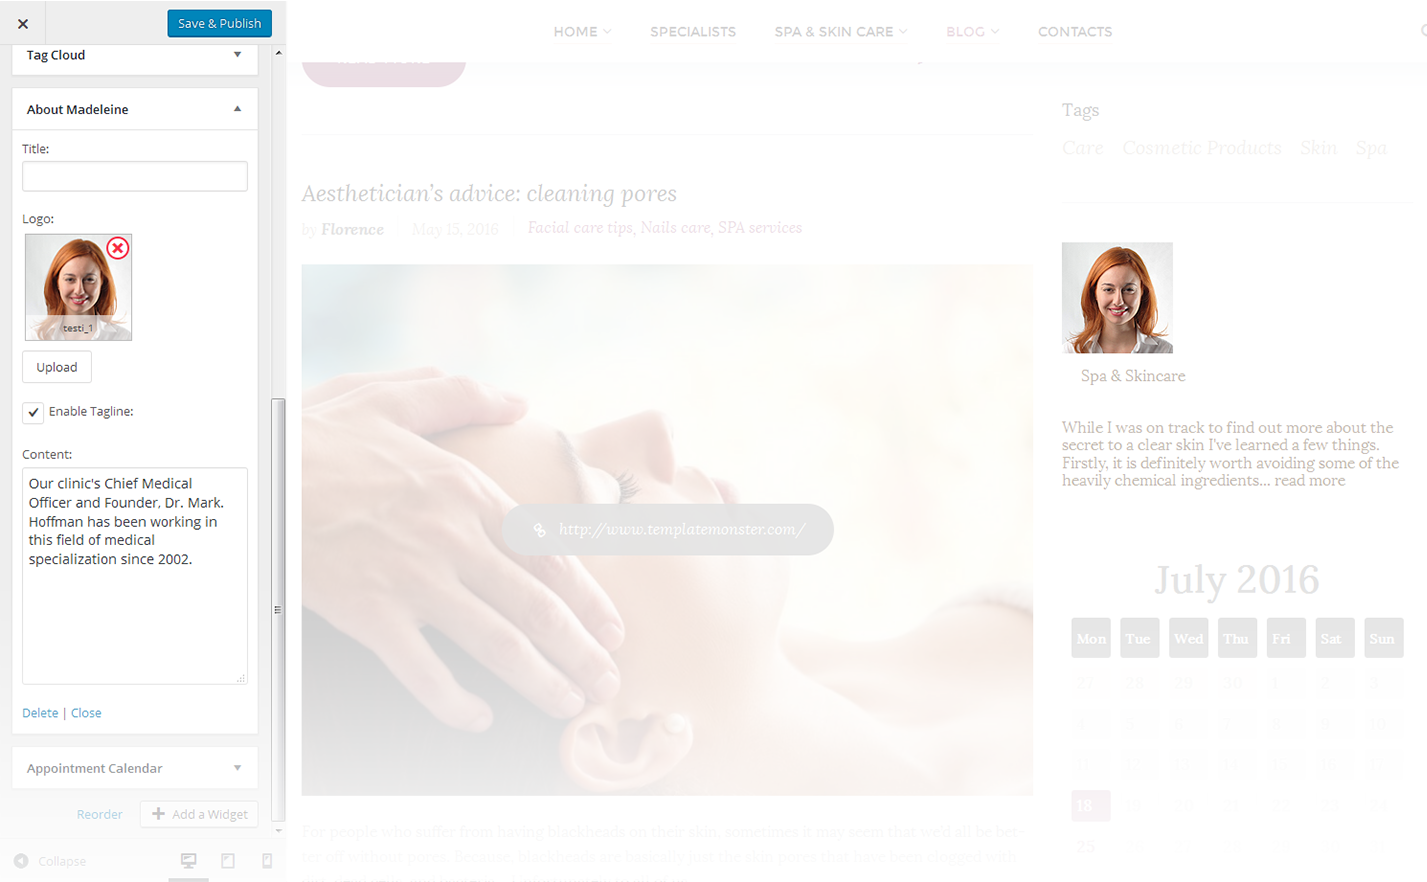 Save & Publish
Tag Cloud
About Madeleine
Title:
Logo:
testi_1
Upload
Enable Tagline:
Content:
Our clinic's Chief Medical
Officer and Founder, Dr. Mark.
Hoffman has been working in
this field of medical
specialization since 2002.
Delete | Close
Appointment Calendar
Reorder
Add a Widget
Collapse
HOME
SPECIALISTS
SPA & SKIN CARE
BLOG
CONTACTS
Aesthetician's advice: cleaning pores
by Florence May 15, 2016 Facial care tips, Nails care, SPA services
http://www.templatemonster.com/
For people who suffer from having blackheads on their skin, sometimes it may seem that we'd all be bet-
ter off without pores. Because, blackheads are basically just the skin pores that have been clogged with
Tags
Care Cosmetic Products Skin Spa
Spa & Skincare
While I was on track to find out more about the
secret to a clear skin I've learned a few things.
Firstly, it is definitely worth avoiding some of the
heavily chemical ingredients... read more
July 2016
Mon Tue Wed Thu Fri Sat Sun
27 28 29 30 1 2 3
4 5 6 7 8 9 10
11 12 13 14 15 16 17
18 19 20 21 22 23 24
25